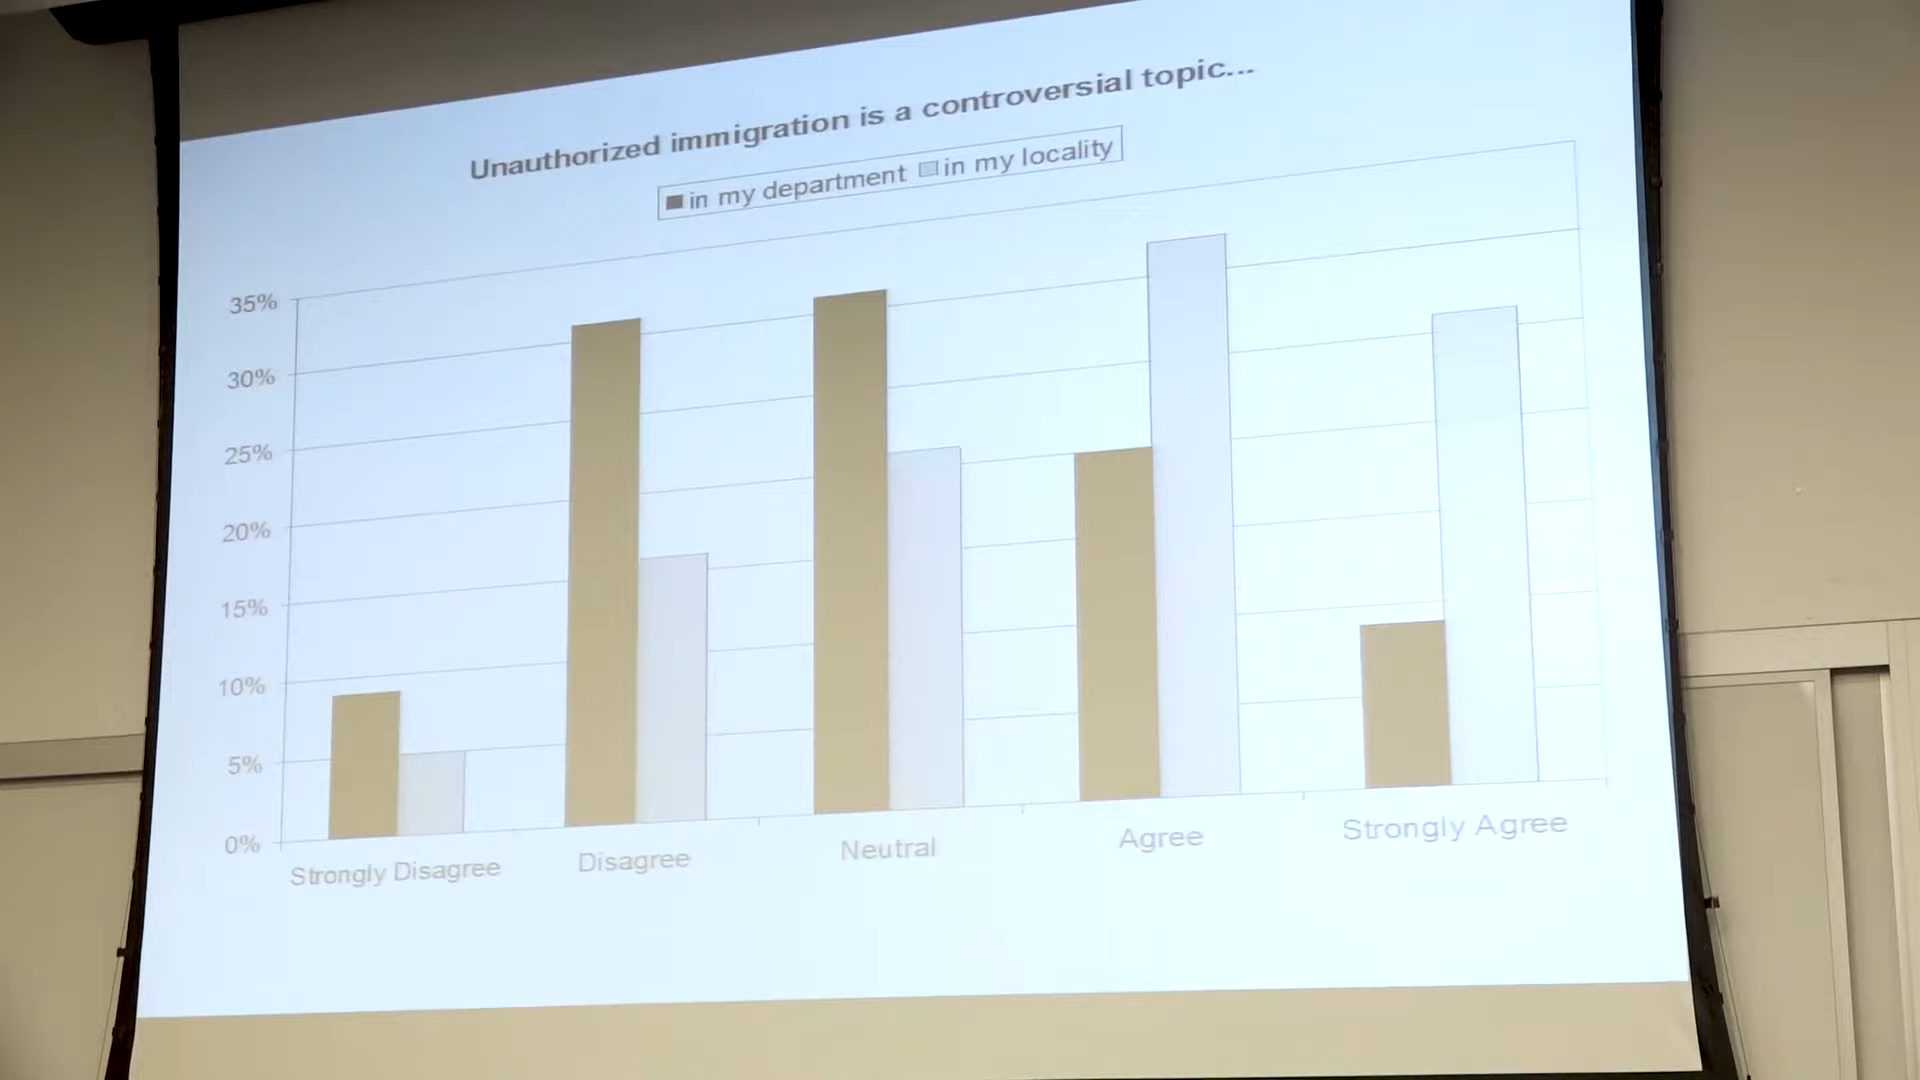 Unauthorized immigration is a controversial topic...
in my department in my locality
35%
30%
25%
20%
15%
10%
5%
0%
Strongly Disagree Disagree Neutral Agree Strongly Agree